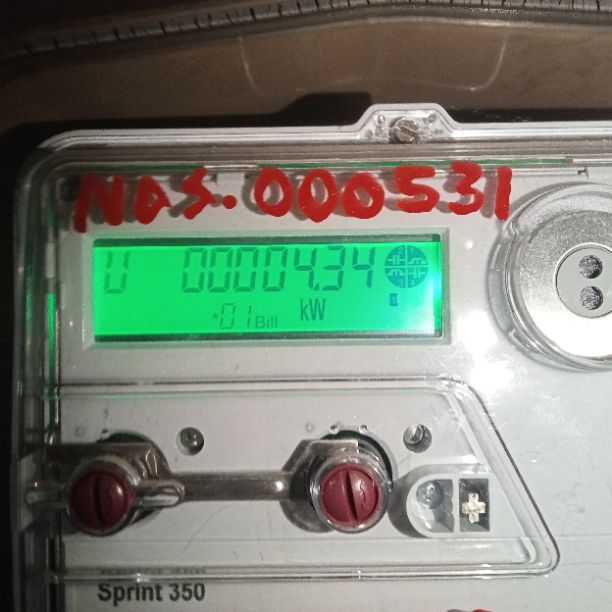 NDS.000531
U 00004.34
*01 Bill kW
Sprint 350